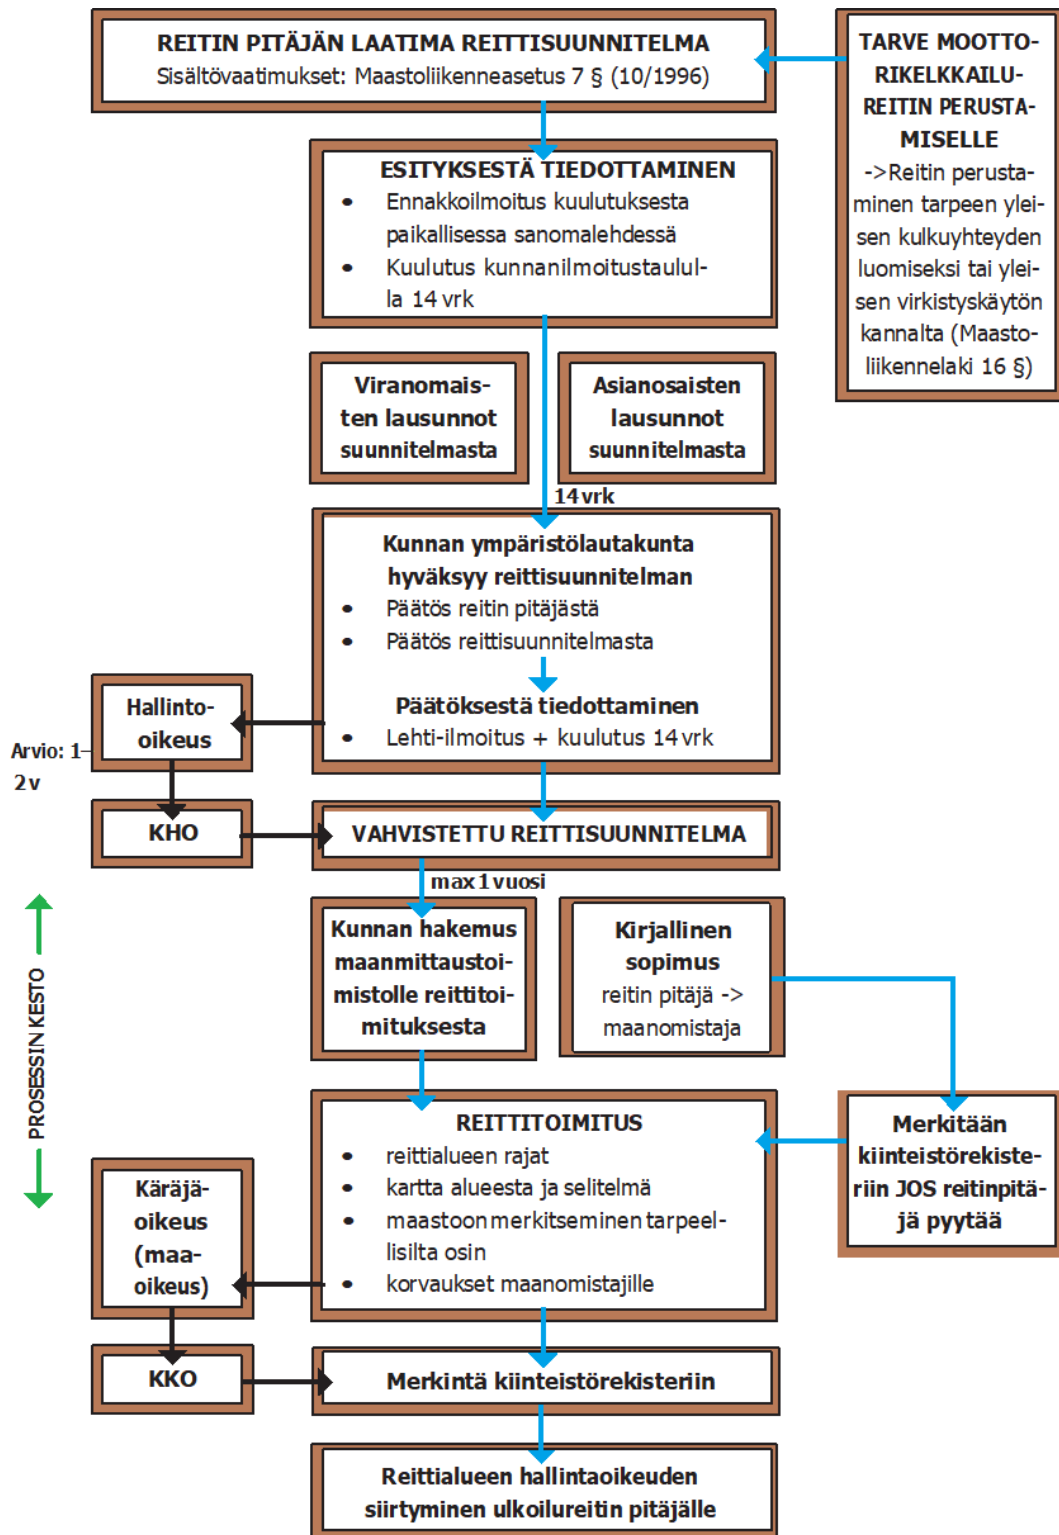 REITIN PITÄJÄN LAATIMA REITTISUUNNITELMA
Sisältövaatimukset: Maastoliikenneasetus 7 § (10/1996)
TARVE MOOTTO-
RIKELKKAILU-
REITIN PERUSTA-
MISELLE
->Reitin perusta-
minen tarpeen ylei-
sen kulkuyhteyden
luomiseksi tai ylei-
sen virkistyskäytön
kannalta (Maasto-
liikennelaki 16 §)
ESITYKSESTÄ TIEDOTTAMINEN
• Ennakkoilmoitus kuulutuksesta
paikallisessa sanomalehdessä
• Kuulutus kunnanilmoitustaulul-
la 14 vrk
Viranomais-
ten lausunnot
suunnitelmasta
Asianosaisten
lausunnot
suunnitelmasta
14 vrk
Kunnan ympäristölautakunta
hyväksyy reittisuunnitelman
• Päätös reitin pitäjästä
• Päätös reittisuunnitelmasta
Päätöksestä tiedottaminen
• Lehti-ilmoitus + kuulutus 14 vrk
Hallinto-
oikeus
Arvio: 1–
2 v
KHO
VAHVISTETTU REITTISUUNNITELMA
max 1 vuosi
Kunnan hakemus
maanmittaustoi-
mistolle reittitoi-
mituksesta
Kirjallinen
sopimus
reitin pitäjä ->
maanomistaja
PROSESSIN KESTO
REITTITOIMITUS
• reittialueen rajat
• kartta alueesta ja selitelmä
• maastoon merkitseminen tarpeel-
lisilta osin
• korvaukset maanomistajille
Merkitään
kiinteistörekiste-
riin JOS reitinpitä-
jä pyytää
Käräjä-
oikeus
(maa-
oikeus)
KKO
Merkintä kiinteistörekisteriin
Reittialueen hallintaoikeuden
siirtyminen ulkoilureitin pitäjälle